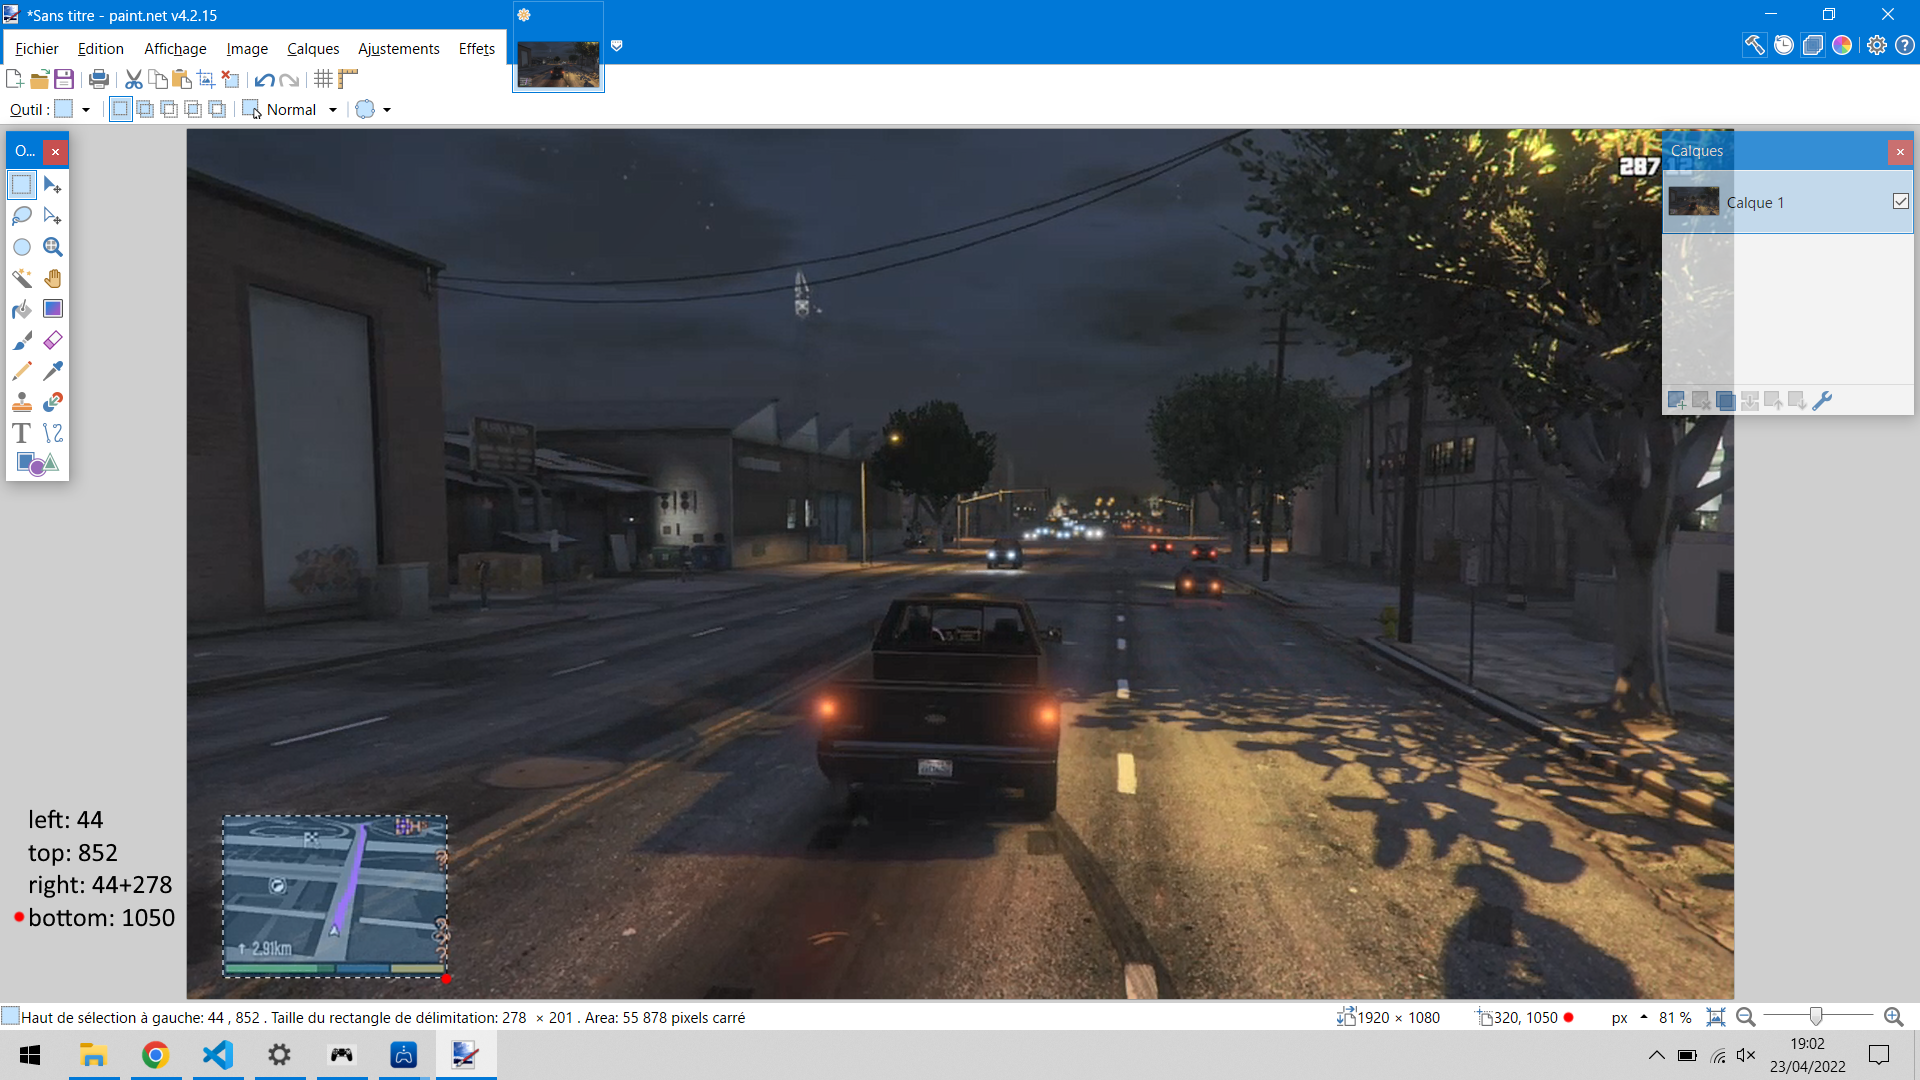 *Sans titre - paint.net v4.2.15
Fichier Edition Affichage Image Calques Ajustements Effets
Outil : Normal
O...
Calques
287
Calque 1
left: 44
top: 852
right: 44+278
bottom: 1050
2.91km
Haut de sélection à gauche: 44 , 852 . Taille du rectangle de délimitation: 278 × 201 . Area: 55 878 pixels carré
1920 × 1080
320, 1050
px
81 %
19:02
23/04/2022